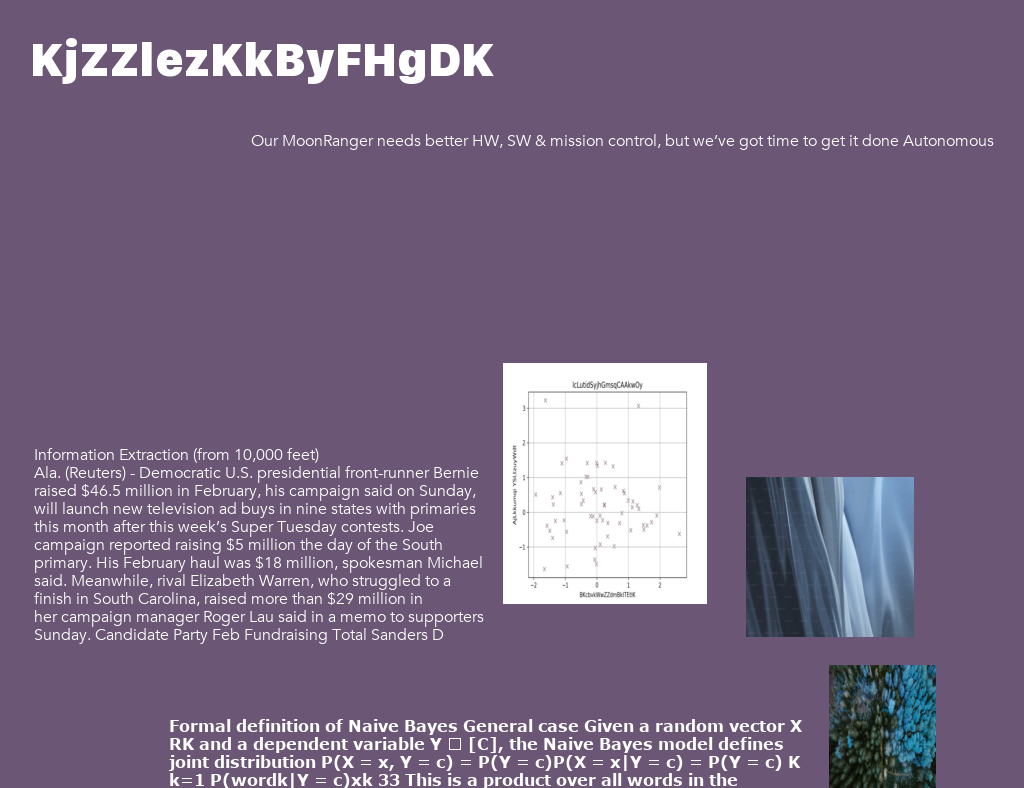 KjZZlezKkByFHgDK
Our MoonRanger needs better HW, SW & mission control, but we’ve got time to get it done Autonomous
lcLutidSyjhGmsqCAAkwOy
3
2
1
0
−1
−2 −1 0 1 2
Information Extraction (from 10,000 feet)
Ala. (Reuters) - Democratic U.S. presidential front-runner Bernie
raised $46.5 million in February, his campaign said on Sunday,
will launch new television ad buys in nine states with primaries
this month after this week’s Super Tuesday contests. Joe
campaign reported raising $5 million the day of the South
primary. His February haul was $18 million, spokesman Michael
said. Meanwhile, rival Elizabeth Warren, who struggled to a
finish in South Carolina, raised more than $29 million in
her campaign manager Roger Lau said in a memo to supporters
Sunday. Candidate Party Feb Fundraising Total Sanders D
Formal definition of Naive Bayes General case Given a random vector X
RK and a dependent variable Y □ [C], the Naive Bayes model defines
joint distribution P(X = x, Y = c) = P(Y = c)P(X = x|Y = c) = P(Y = c) K
k=1 P(wordk|Y = c)xk 33 This is a product over all words in the